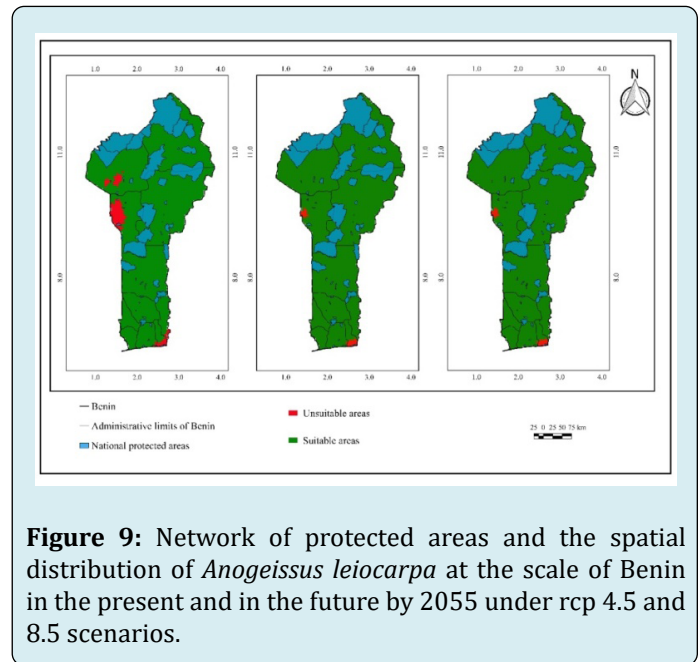 1.0 2.0 3.0 4.0 1.0 2.0 3.0 4.0 1.0 2.0 3.0 4.0
N
11.0 11.0 11.0 11.0
8.0 8.0 8.0 8.0
1.0 2.0 3.0 4.0 1.0 2.0 3.0 4.0 1.0 2.0 3.0 4.0
Benin
Administrative limits of Benin
National protected areas
Unsuitable areas
Suitable areas
25 0 25 50 75 km
Figure 9: Network of protected areas and the spatial
distribution of Anogeissus leiocarpa at the scale of Benin
in the present and in the future by 2055 under rcp 4.5 and
8.5 scenarios.